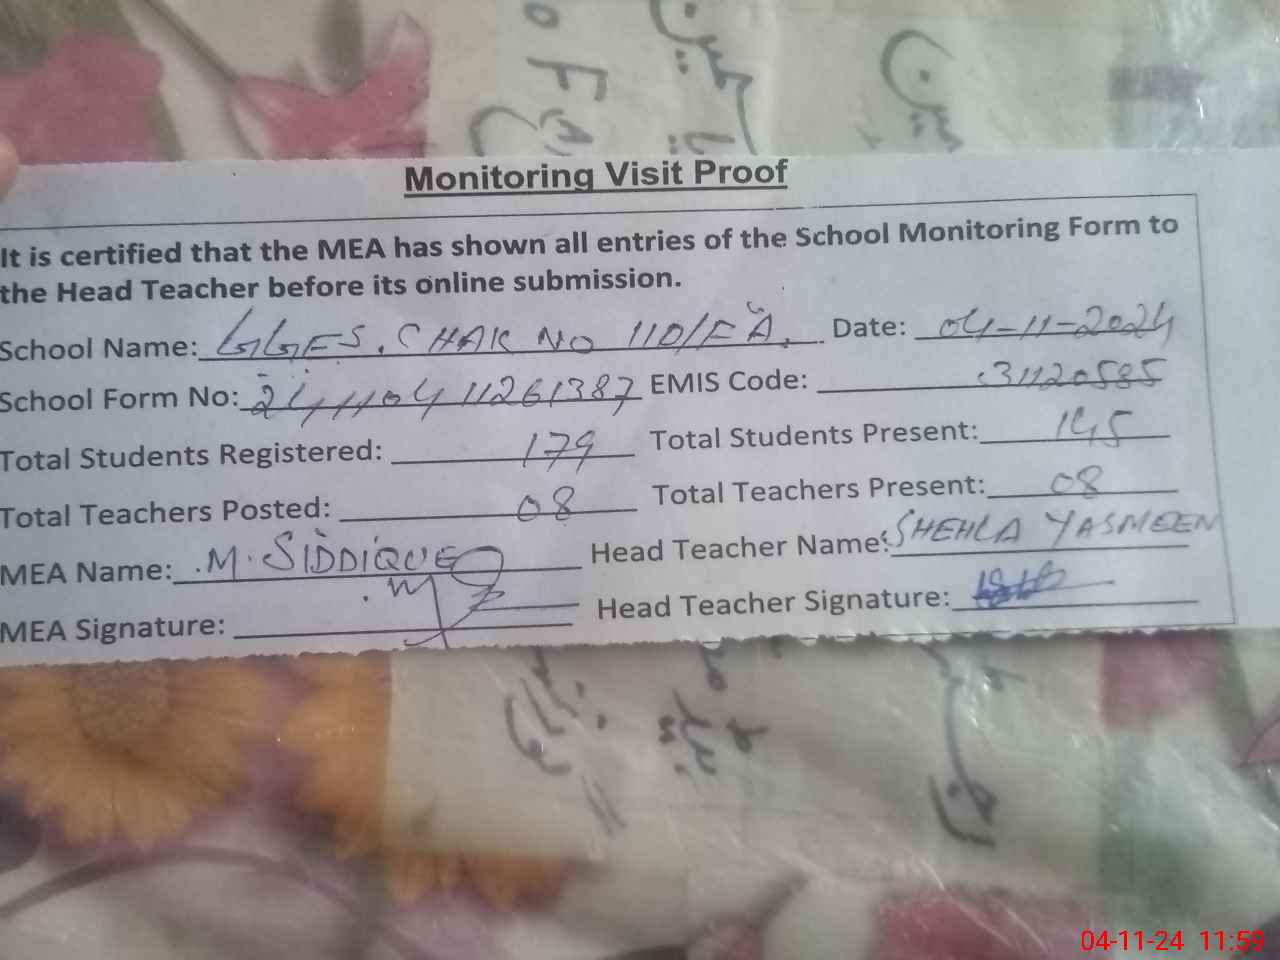 Monitoring Visit Proof
It is certified that the MEA has shown all entries of the School Monitoring Form to
the Head Teacher before its online submission.
School Name: GGES. CHAK NO 110/EA. Date: 04-11-2024
School Form No: 24110411261387 EMIS Code: 31120585
Total Students Registered: 179 Total Students Present: 145
Total Teachers Posted: 08 Total Teachers Present: 08
MEA Name: M. SIDDIQUE Head Teacher Name: SHEHLA YASMEEN
MEA Signature: Head Teacher Signature:
04-11-24 11:59